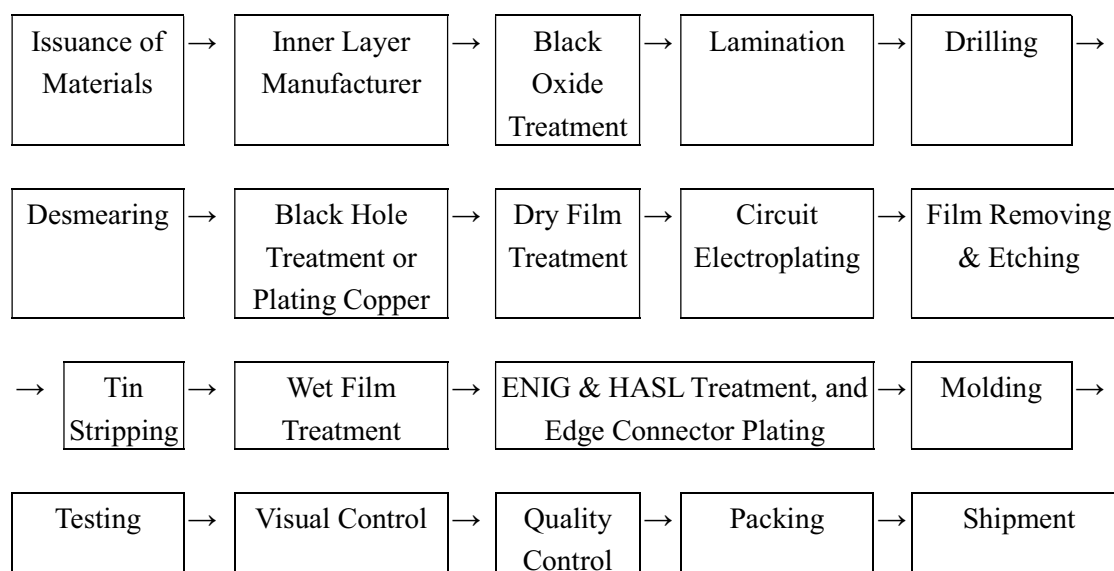 Issuance of
Materials
→
Inner Layer
Manufacturer
→
Black
Oxide
Treatment
→
Lamination
→
Drilling
→
Desmearing
→
Black Hole
Treatment or
Plating Copper
→
Dry Film
Treatment
→
Circuit
Electroplating
→
Film Removing
& Etching
→
Tin
Stripping
→
Wet Film
Treatment
→
ENIG & HASL Treatment, and
Edge Connector Plating
→
Molding
→
Testing
→
Visual Control
→
Quality
Control
→
Packing
→
Shipment